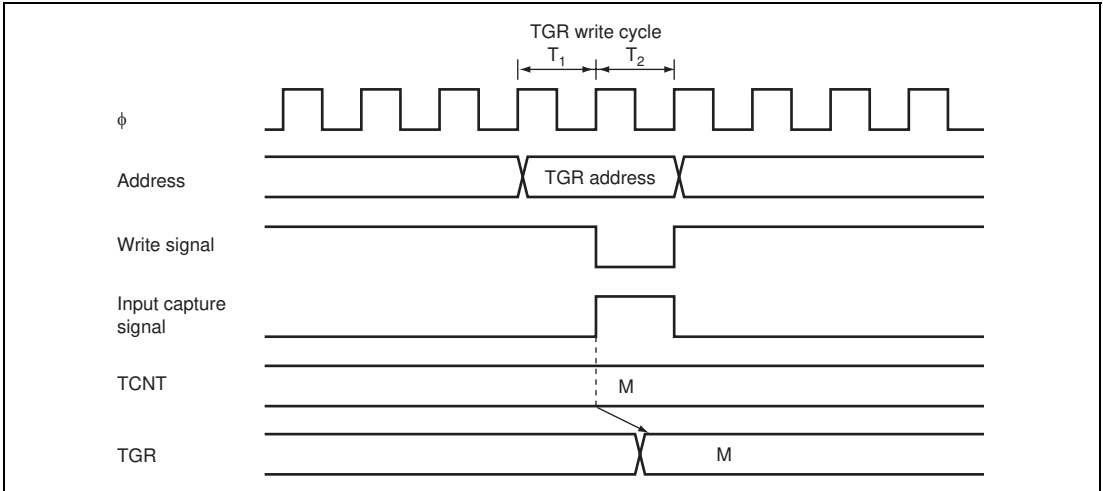 TGR write cycle
T1 T2
φ
Address
TGR address
Write signal
Input capture
signal
TCNT
M
TGR
M